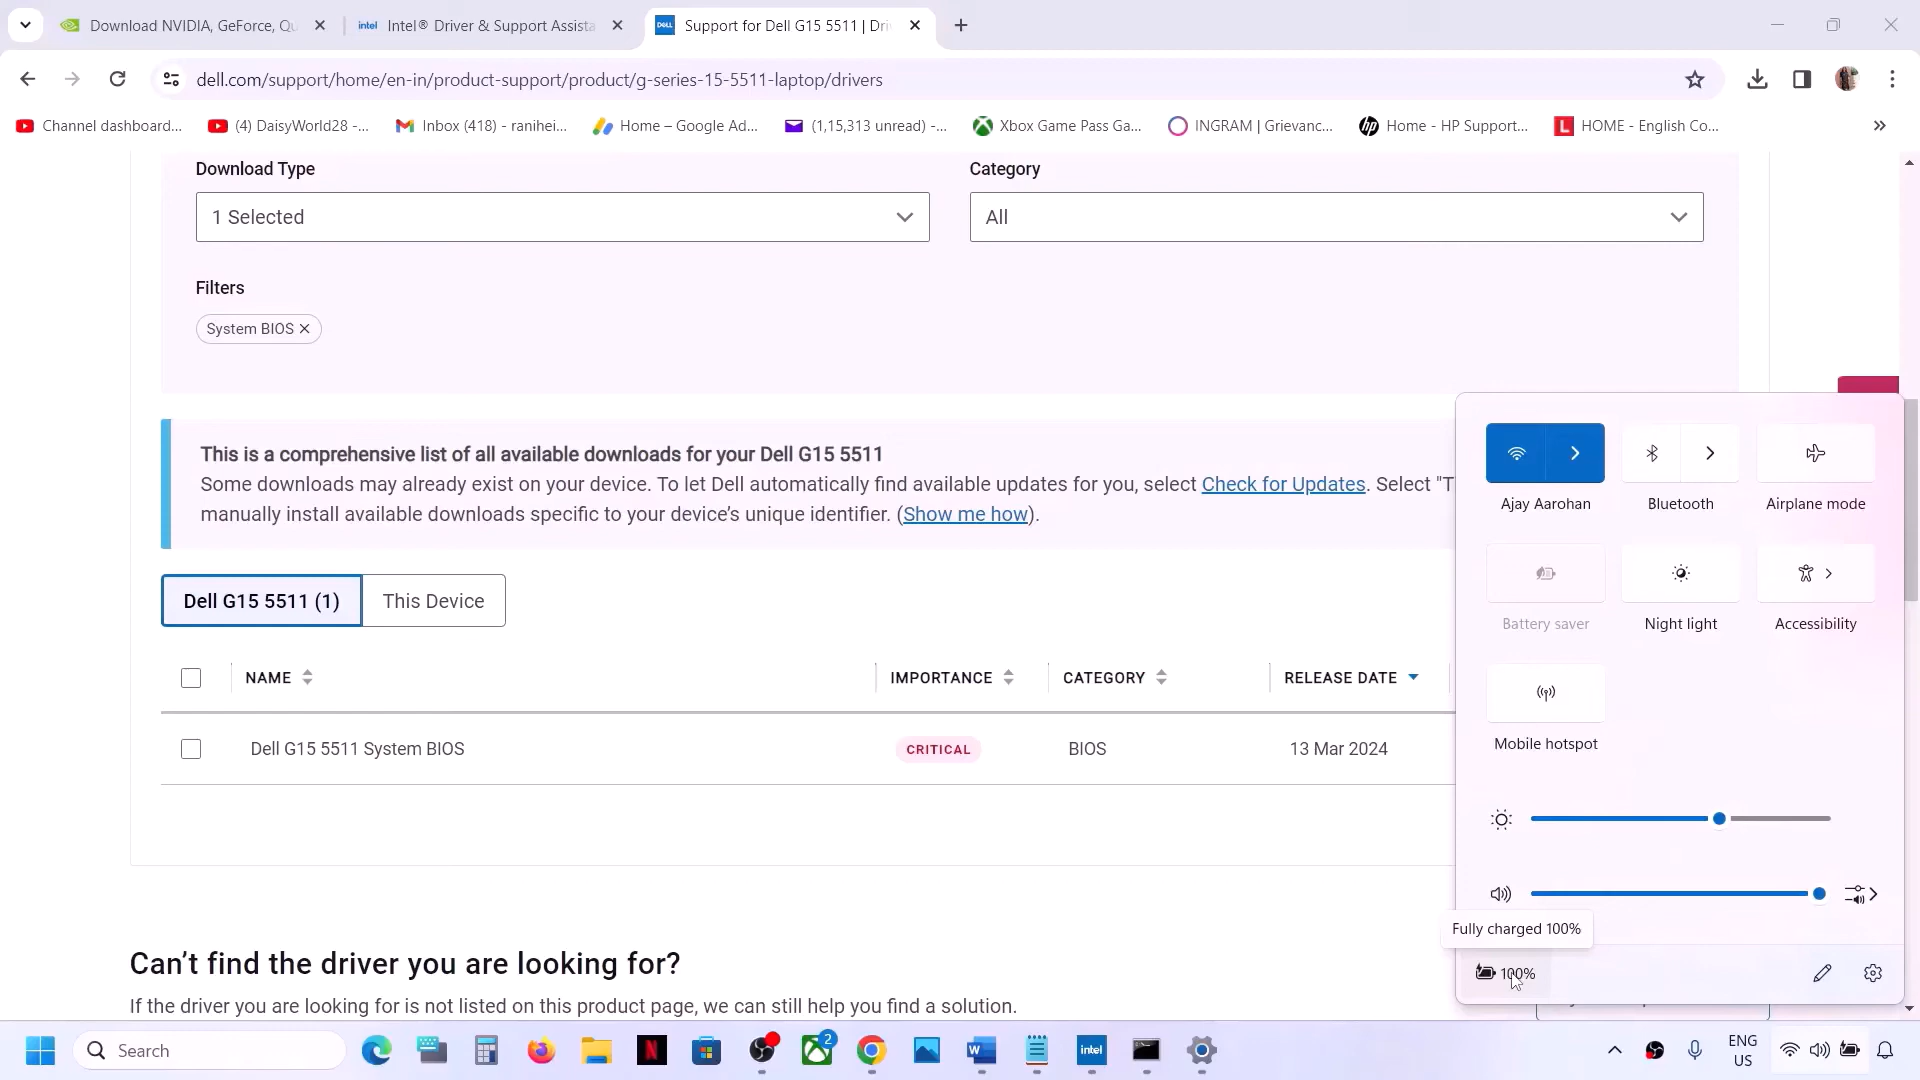 Download NVIDIA, GeForce, Qu
intel Intel® Driver & Support Assista
DELL Support for Dell G15 5511 | Dri
dell.com/support/home/en-in/product-support/product/g-series-15-5511-laptop/drivers
Channel dashboard...
(4) DaisyWorld28 -...
Inbox (418) - ranihei...
Home – Google Ad...
(1,15,313 unread) -...
Xbox Game Pass Ga...
INGRAM | Grievanc...
Home - HP Support...
HOME - English Co...
Download Type
Category
1 Selected
All
Filters
System BIOS
This is a comprehensive list of all available downloads for your Dell G15 5511
Some downloads may already exist on your device. To let Dell automatically find available updates for you, select Check for Updates. Select "T
manually install available downloads specific to your device's unique identifier. (Show me how).
Dell G15 5511 (1)
This Device
NAME
IMPORTANCE
CATEGORY
RELEASE DATE
Dell G15 5511 System BIOS
CRITICAL
BIOS
13 Mar 2024
Can't find the driver you are looking for?
If the driver you are looking for is not listed on this product page, we can still help you find a solution.
Ajay Aarohan
Bluetooth
Airplane mode
Battery saver
Night light
Accessibility
Mobile hotspot
Fully charged 100%
100%
Search
2
intel
ENG
US